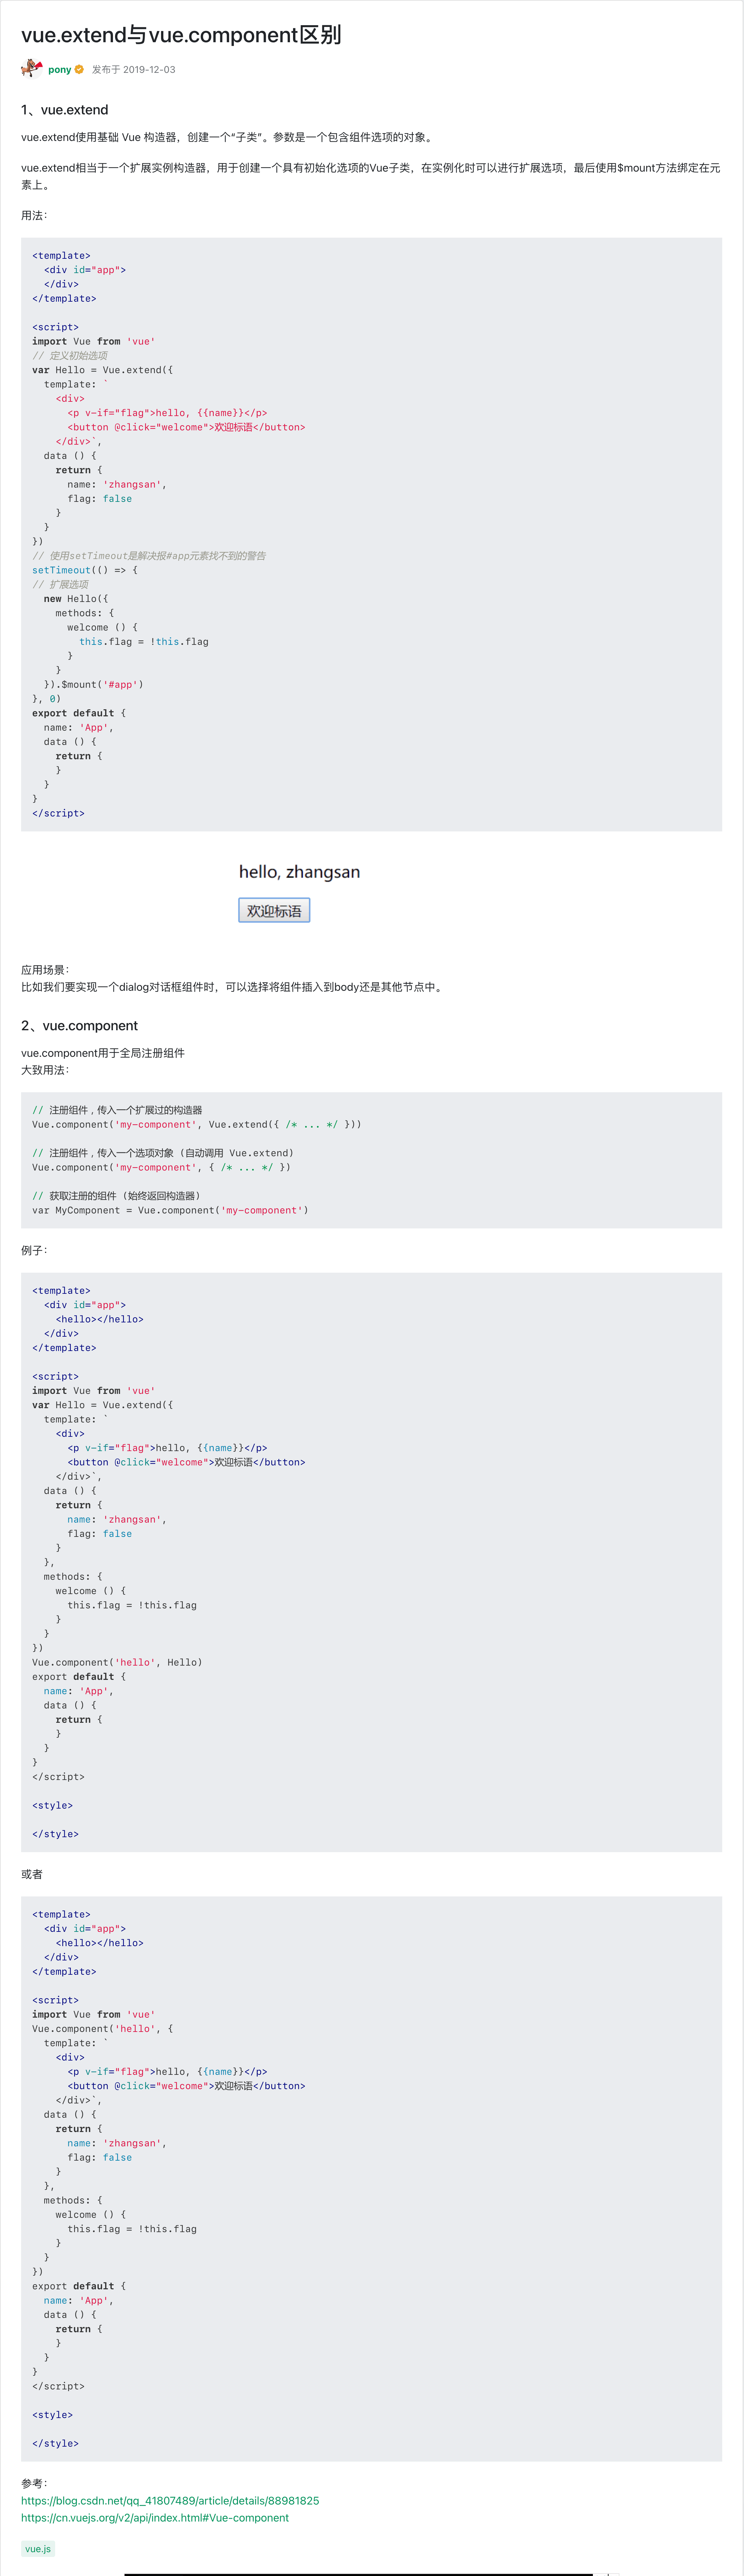 vue.extend与vue.component区别
pony 发布于 2019-12-03
1、vue.extend
vue.extend使用基础 Vue 构造器，创建一个“子类”。参数是一个包含组件选项的对象。
vue.extend相当于一个扩展实例构造器，用于创建一个具有初始化选项的Vue子类，在实例化时可以进行扩展选项，最后使用$mount方法绑定在元
素上。
用法：
<template>
  <div id="app">
  </div>
</template>

<script>
import Vue from 'vue'
// 定义初始选项
var Hello = Vue.extend({
  template: `
    <div>
      <p v-if="flag">hello, {{name}}</p>
      <button @click="welcome">欢迎标语</button>
    </div>`,
  data () {
    return {
      name: 'zhangsan',
      flag: false
    }
  }
})
// 使用setTimeout是解决报#app元素找不到的警告
setTimeout(() => {
// 扩展选项
  new Hello({
    methods: {
      welcome () {
        this.flag = !this.flag
      }
    }
  }).$mount('#app')
}, 0)
export default {
  name: 'App',
  data () {
    return {
    }
  }
}
</script>
hello, zhangsan
欢迎标语
应用场景：
比如我们要实现一个dialog对话框组件时，可以选择将组件插入到body还是其他节点中。
2、vue.component
vue.component用于全局注册组件
大致用法：
// 注册组件，传入一个扩展过的构造器
Vue.component('my-component', Vue.extend({ /* ... */ }))

// 注册组件，传入一个选项对象 (自动调用 Vue.extend)
Vue.component('my-component', { /* ... */ })

// 获取注册的组件 (始终返回构造器)
var MyComponent = Vue.component('my-component')
例子：
<template>
  <div id="app">
    <hello></hello>
  </div>
</template>

<script>
import Vue from 'vue'
var Hello = Vue.extend({
  template: `
    <div>
      <p v-if="flag">hello, {{name}}</p>
      <button @click="welcome">欢迎标语</button>
    </div>`,
  data () {
    return {
      name: 'zhangsan',
      flag: false
    }
  },
  methods: {
    welcome () {
      this.flag = !this.flag
    }
  }
})
Vue.component('hello', Hello)
export default {
  name: 'App',
  data () {
    return {
    }
  }
}
</script>

<style>

</style>
或者
<template>
  <div id="app">
    <hello></hello>
  </div>
</template>

<script>
import Vue from 'vue'
Vue.component('hello', {
  template: `
    <div>
      <p v-if="flag">hello, {{name}}</p>
      <button @click="welcome">欢迎标语</button>
    </div>`,
  data () {
    return {
      name: 'zhangsan',
      flag: false
    }
  },
  methods: {
    welcome () {
      this.flag = !this.flag
    }
  }
})
export default {
  name: 'App',
  data () {
    return {
    }
  }
}
</script>

<style>

</style>
参考：
https://blog.csdn.net/qq_41807489/article/details/88981825
https://cn.vuejs.org/v2/api/index.html#Vue-component
vue.js